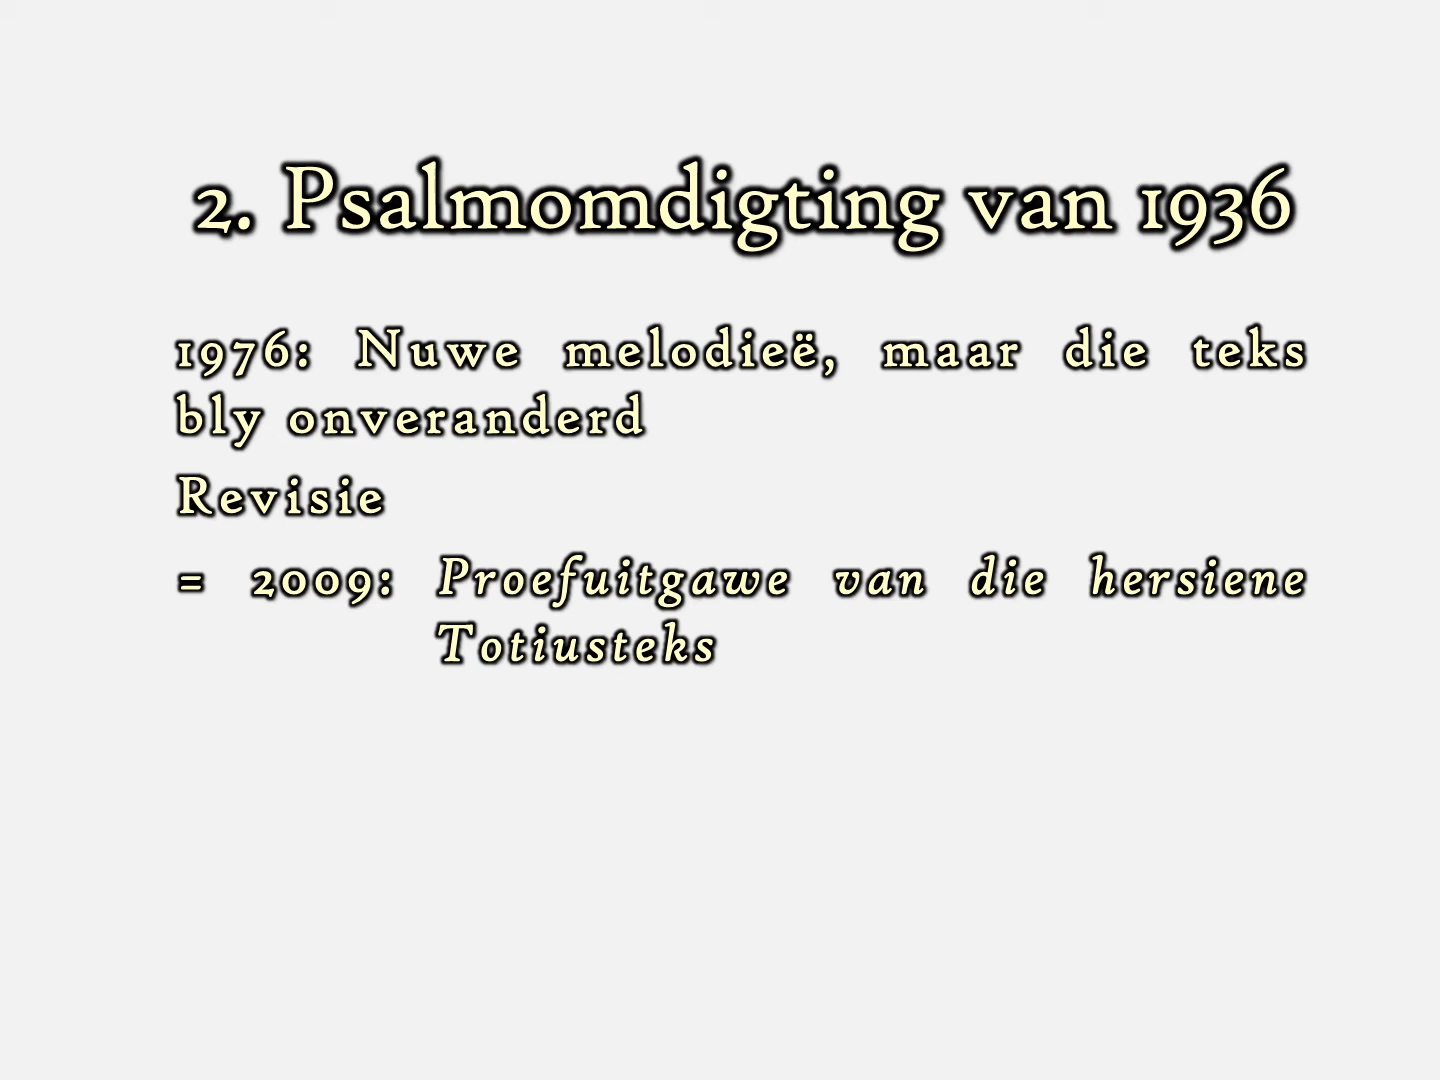 2. Psalmomdigting van 1936
1976: Nuwe melodieë, maar die teks
bly onveranderd
Revisie
= 2009: Proefuitgawe van die hersiene
Totiusteks